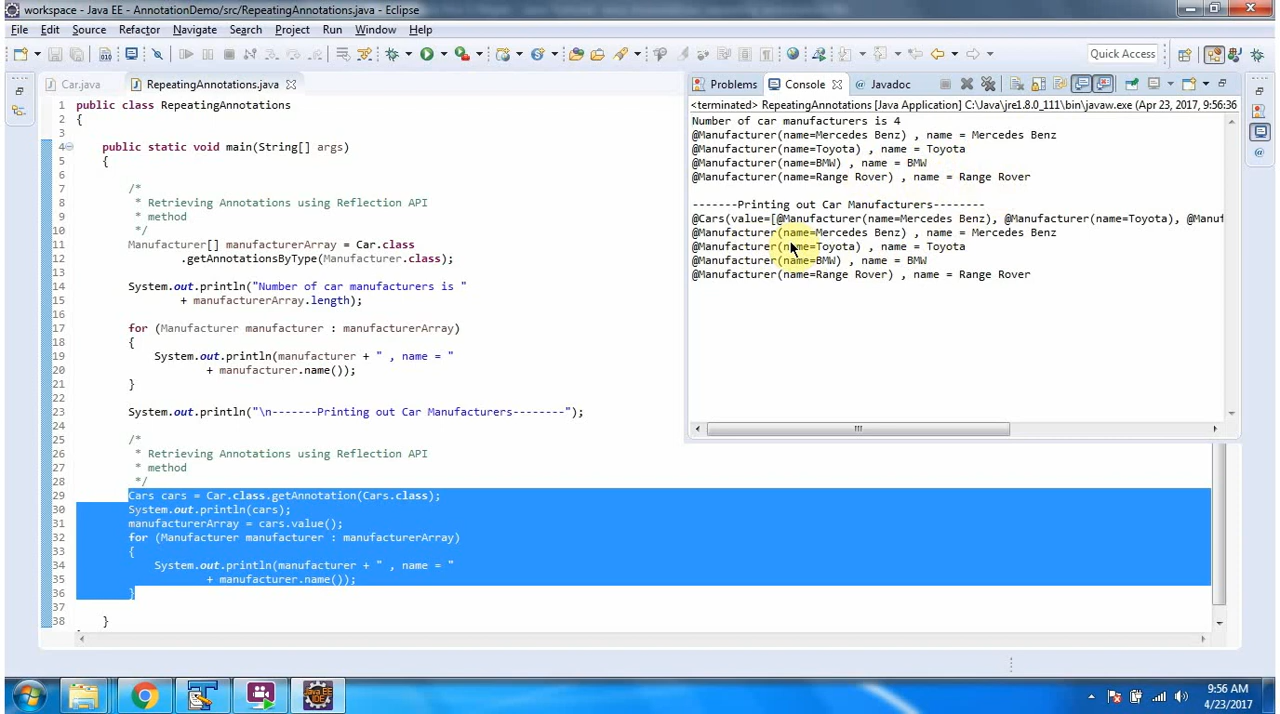 workspace - Java EE - AnnotationDemo/src/RepeatingAnnotations.java - Eclipse
File Edit Source Refactor Navigate Search Project Run Window Help
Quick Access
Car.java RepeatingAnnotations.java
1 public class RepeatingAnnotations
2 {
3
4 public static void main(String[] args)
5 {
6
7 /*
8 * Retrieving Annotations using Reflection API
9 * method
10 */
11 Manufacturer[] manufacturerArray = Car.class
12 .getAnnotationsByType(Manufacturer.class);
13
14 System.out.println("Number of car manufacturers is "
15 + manufacturerArray.length);
16
17 for (Manufacturer manufacturer : manufacturerArray)
18 {
19 System.out.println(manufacturer + " , name = "
20 + manufacturer.name());
21 }
22
23 System.out.println("\n-------Printing out Car Manufacturers--------");
24
25 /*
26 * Retrieving Annotations using Reflection API
27 * method
28 */
29 Cars cars = Car.class.getAnnotation(Cars.class);
30 System.out.println(cars);
31 manufacturerArray = cars.value();
32 for (Manufacturer manufacturer : manufacturerArray)
33 {
34 System.out.println(manufacturer + " , name = "
35 + manufacturer.name());
36 }
37
38 }
Problems Console Javadoc
<terminated> RepeatingAnnotations [Java Application] C:\Java\jre1.8.0_111\bin\javaw.exe (Apr 23, 2017, 9:56:36
Number of car manufacturers is 4
@Manufacturer(name=Mercedes Benz) , name = Mercedes Benz
@Manufacturer(name=Toyota) , name = Toyota
@Manufacturer(name=BMW) , name = BMW
@Manufacturer(name=Range Rover) , name = Range Rover
-------Printing out Car Manufacturers--------
@Cars(value=[@Manufacturer(name=Mercedes Benz), @Manufacturer(name=Toyota), @Manuf
@Manufacturer(name=Mercedes Benz) , name = Mercedes Benz
@Manufacturer(name=Toyota) , name = Toyota
@Manufacturer(name=BMW) , name = BMW
@Manufacturer(name=Range Rover) , name = Range Rover
Java EE
IDE
9:56 AM
4/23/2017